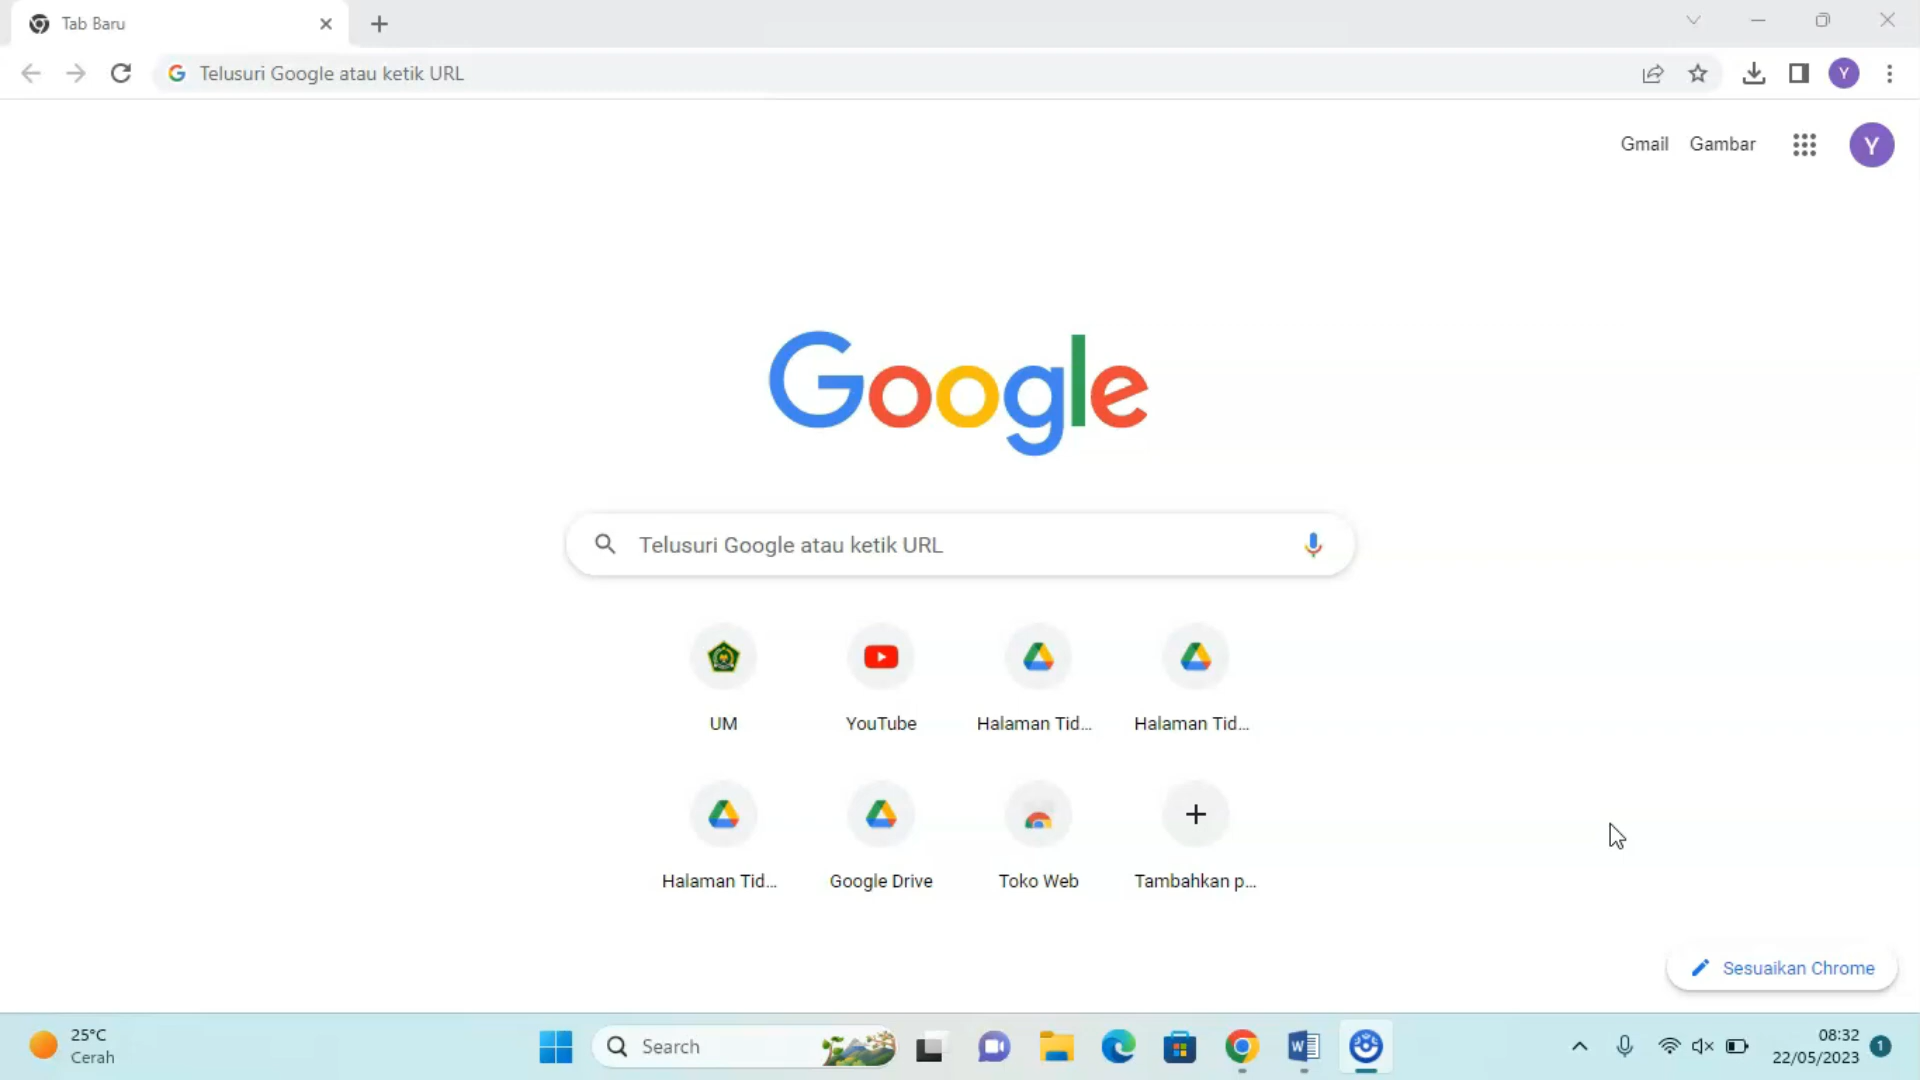 Tab Baru
Telusuri Google atau ketik URL
Y
Gmail Gambar Y
Google
Telusuri Google atau ketik URL
UM YouTube Halaman Tid... Halaman Tid...
Halaman Tid... Google Drive Toko Web Tambahkan p...
Sesuaikan Chrome
25°C
Cerah
Search
W
08:32
22/05/2023
1